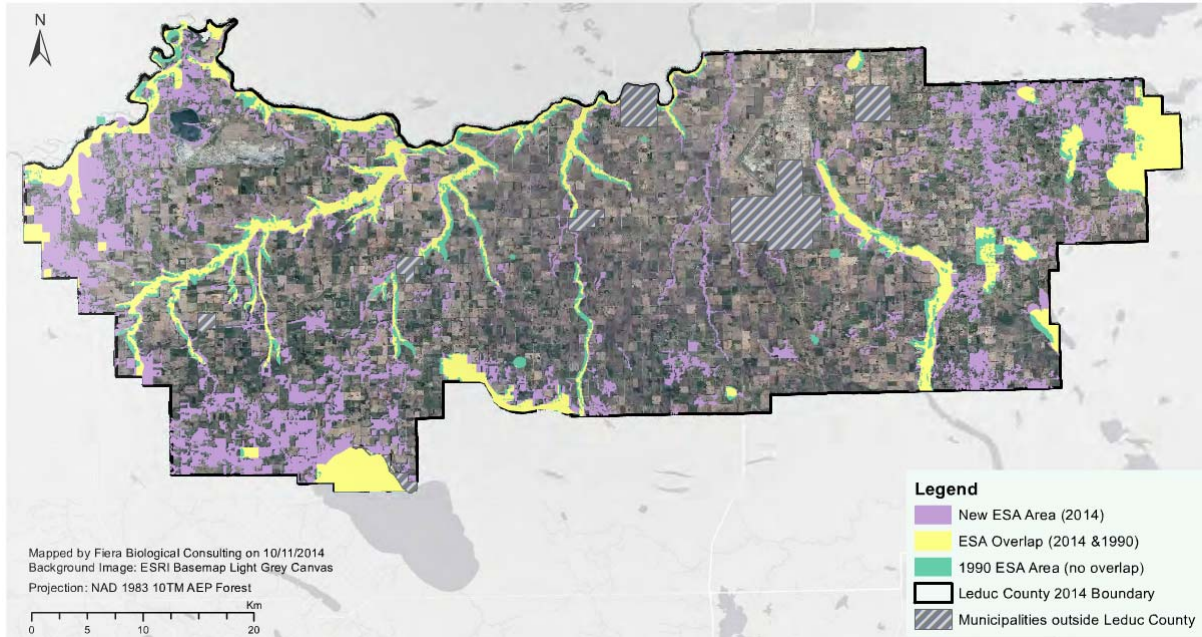 N
Legend
New ESA Area (2014)
ESA Overlap (2014 &1990)
1990 ESA Area (no overlap)
Leduc County 2014 Boundary
Municipalities outside Leduc County
Mapped by Fiera Biological Consulting on 10/11/2014
Background Image: ESRI Basemap Light Grey Canvas
Projection: NAD 1983 10TM AEP Forest
Km
0 5 10 20